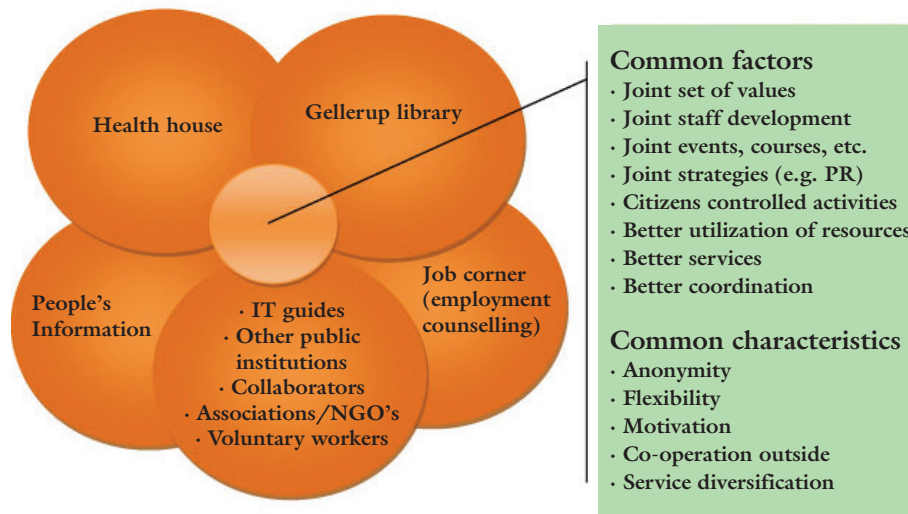 Health house
Gellerup library
People's
Information
· IT guides
· Other public
institutions
· Collaborators
· Associations/NGO's
· Voluntary workers
Job corner
(employment
counselling)
Common factors
· Joint set of values
· Joint staff development
· Joint events, courses, etc.
· Joint strategies (e.g. PR)
· Citizens controlled activities
· Better utilization of resources
· Better services
· Better coordination
Common characteristics
· Anonymity
· Flexibility
· Motivation
· Co-operation outside
· Service diversification